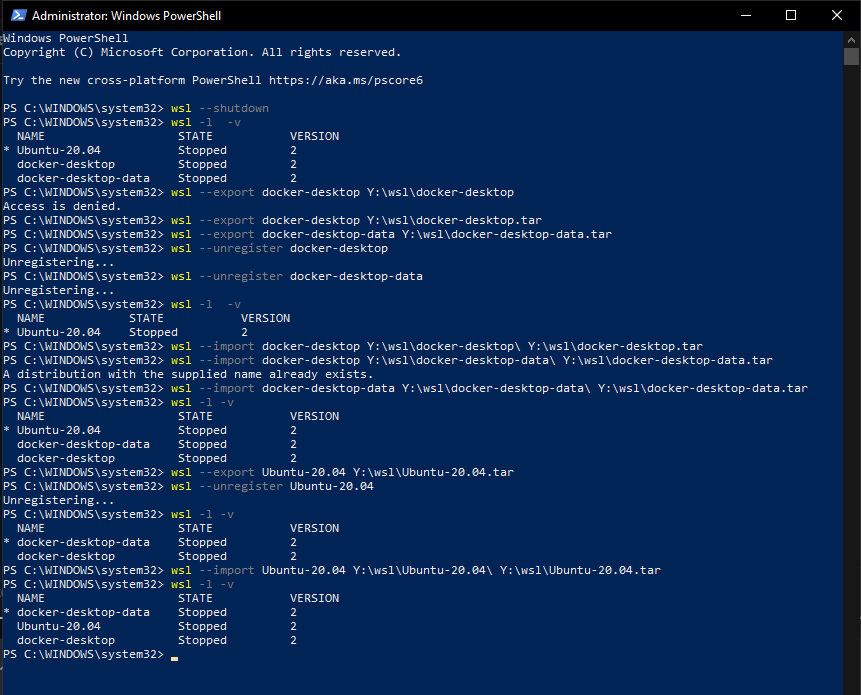 Administrator: Windows PowerShell
Windows PowerShell
Copyright (C) Microsoft Corporation. All rights reserved.
Try the new cross-platform PowerShell https://aka.ms/pscore6
PS C:\WINDOWS\system32> wsl --shutdown
PS C:\WINDOWS\system32> wsl -l  -v
  NAME                   STATE           VERSION
* Ubuntu-20.04           Stopped         2
  docker-desktop         Stopped         2
  docker-desktop-data    Stopped         2
PS C:\WINDOWS\system32> wsl --export docker-desktop Y:\wsl\docker-desktop
Access is denied.
PS C:\WINDOWS\system32> wsl --export docker-desktop Y:\wsl\docker-desktop.tar
PS C:\WINDOWS\system32> wsl --export docker-desktop-data Y:\wsl\docker-desktop-data.tar
PS C:\WINDOWS\system32> wsl --unregister docker-desktop
Unregistering...
PS C:\WINDOWS\system32> wsl --unregister docker-desktop-data
Unregistering...
PS C:\WINDOWS\system32> wsl -l  -v
  NAME            STATE           VERSION
* Ubuntu-20.04    Stopped         2
PS C:\WINDOWS\system32> wsl --import docker-desktop Y:\wsl\docker-desktop\ Y:\wsl\docker-desktop.tar
PS C:\WINDOWS\system32> wsl --import docker-desktop Y:\wsl\docker-desktop-data\ Y:\wsl\docker-desktop-data.tar
A distribution with the supplied name already exists.
PS C:\WINDOWS\system32> wsl --import docker-desktop-data Y:\wsl\docker-desktop-data\ Y:\wsl\docker-desktop-data.tar
PS C:\WINDOWS\system32> wsl -l -v
  NAME                   STATE           VERSION
* Ubuntu-20.04           Stopped         2
  docker-desktop-data    Stopped         2
  docker-desktop         Stopped         2
PS C:\WINDOWS\system32> wsl --export Ubuntu-20.04 Y:\wsl\Ubuntu-20.04.tar
PS C:\WINDOWS\system32> wsl --unregister Ubuntu-20.04
Unregistering...
PS C:\WINDOWS\system32> wsl -l -v
  NAME                   STATE           VERSION
* docker-desktop-data    Stopped         2
  docker-desktop         Stopped         2
PS C:\WINDOWS\system32> wsl --import Ubuntu-20.04 Y:\wsl\Ubuntu-20.04\ Y:\wsl\Ubuntu-20.04.tar
PS C:\WINDOWS\system32> wsl -l -v
  NAME                   STATE           VERSION
* docker-desktop-data    Stopped         2
  Ubuntu-20.04           Stopped         2
  docker-desktop         Stopped         2
PS C:\WINDOWS\system32>